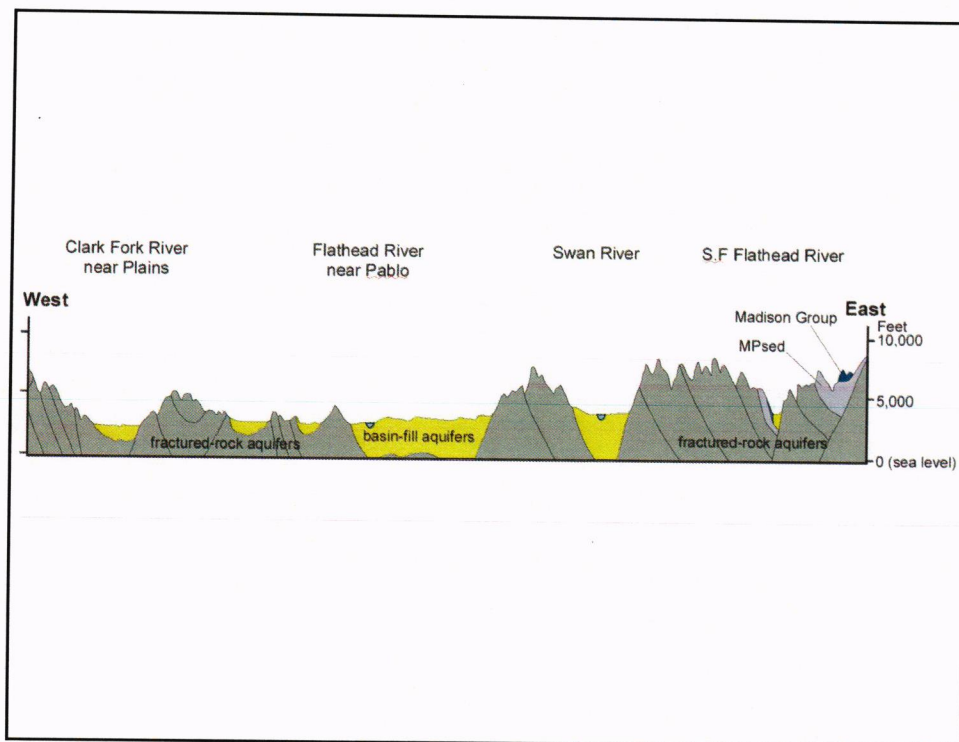 Clark Fork River
near Plains
Flathead River
near Pablo
Swan River
S.F Flathead River
West
East
Madison Group
Feet
10,000
MPsed
5,000
fractured-rock aquifers
basin-fill aquifers
fractured-rock aquifers
0 (sea level)